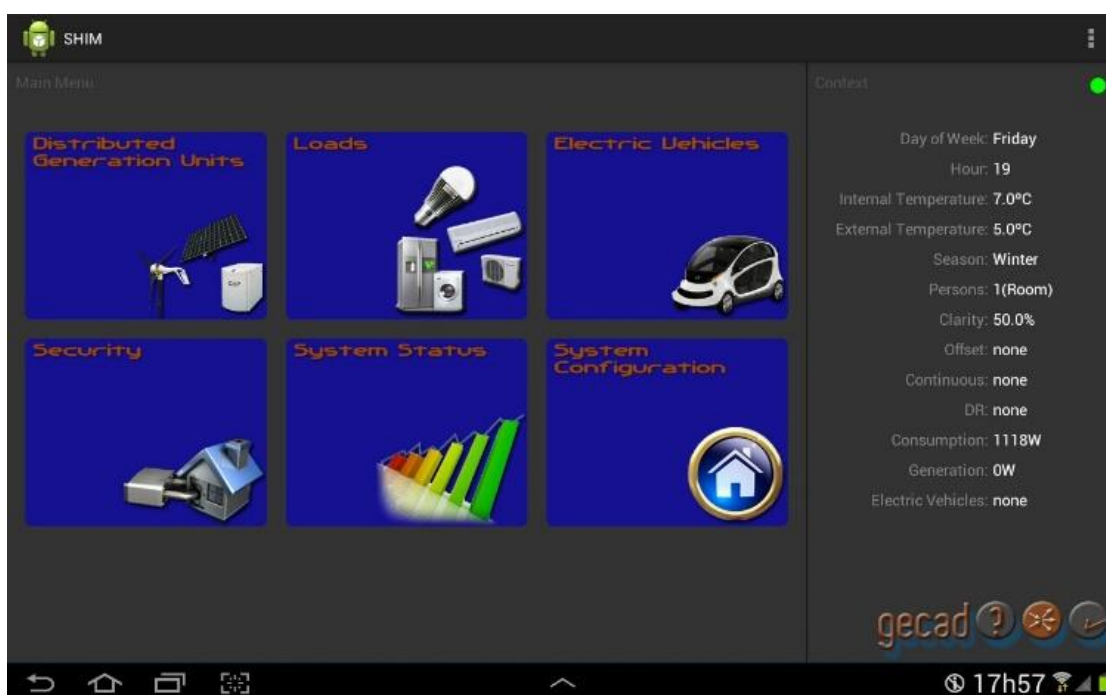 SHIM
Main Menu
Distributed
Generation Units
Loads
Electric Vehicles
Security
System Status
System
Configuration
Context
Day of Week: Friday
Hour: 19
Internal Temperature: 7.0ºC
External Temperature: 5.0ºC
Season: Winter
Persons: 1(Room)
Clarity: 50.0%
Offset: none
Continuous: none
DR: none
Consumption: 1118W
Generation: 0W
Electric Vehicles: none
gecad ?
17h57